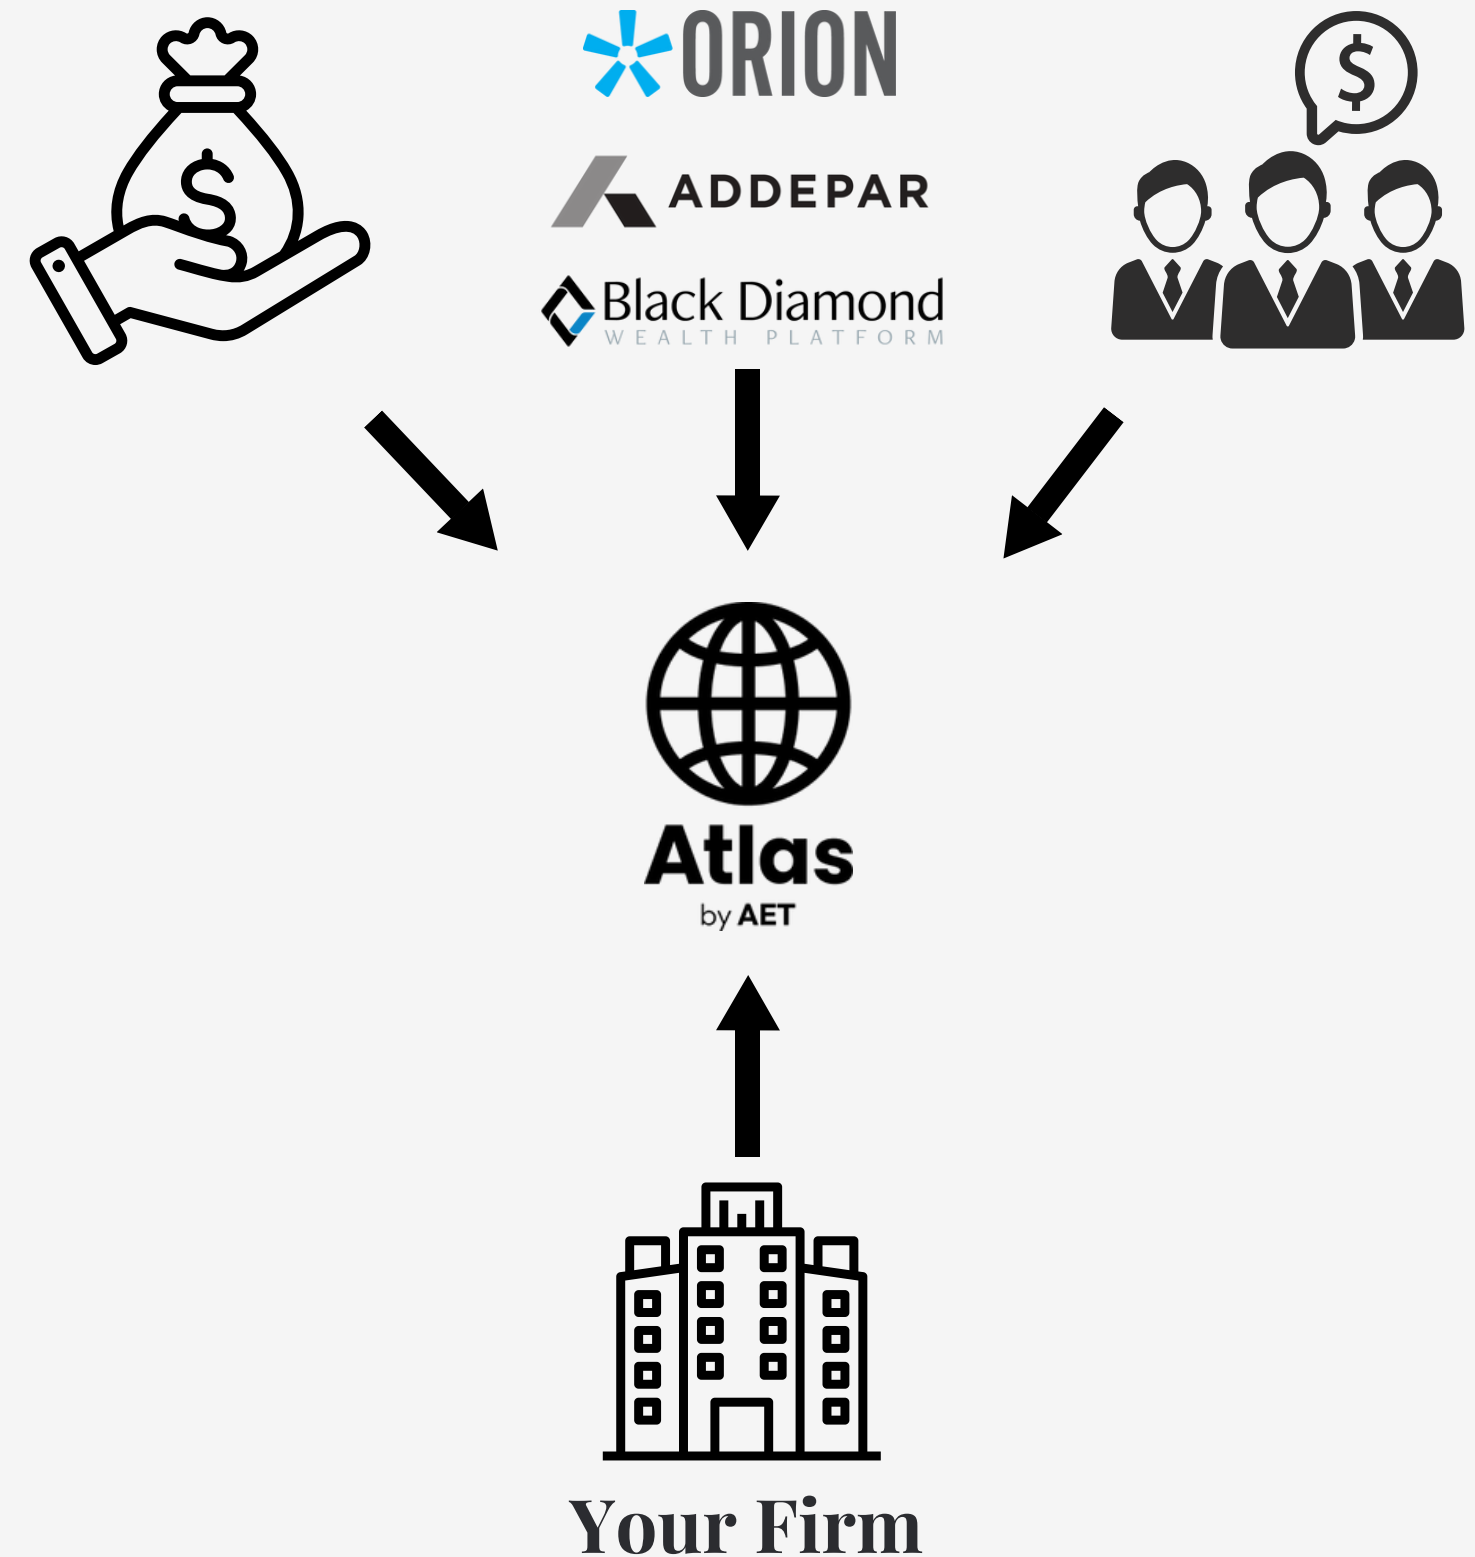 $
ORION
$
ADDEPAR
Black Diamond
WEALTH PLATFORM
Atlas
by AET
Your Firm